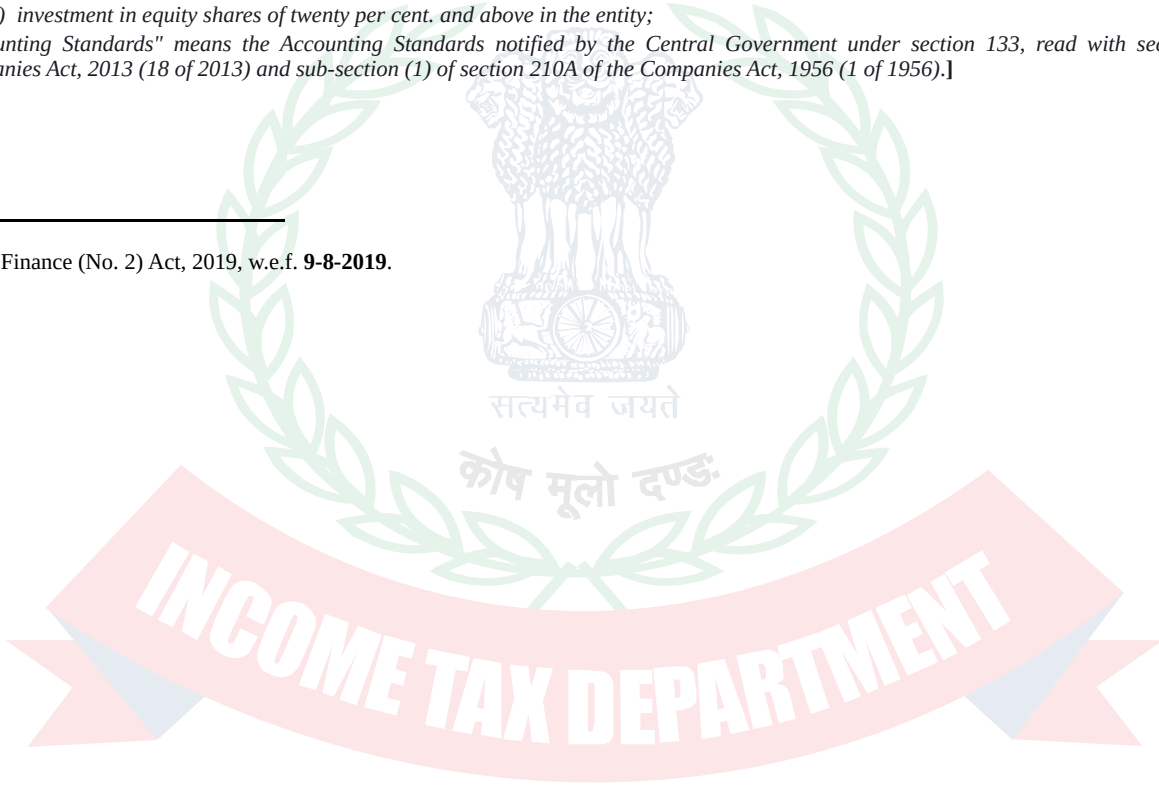 ) investment in equity shares of twenty per cent. and above in the entity;
unting Standards" means the Accounting Standards notified by the Central Government under section 133, read with sec
anies Act, 2013 (18 of 2013) and sub-section (1) of section 210A of the Companies Act, 1956 (1 of 1956).]
Finance (No. 2) Act, 2019, w.e.f. 9-8-2019.
सत्यमेव जयते
कोष मूलो दण्डः
INCOME TAX DEPARTMENT